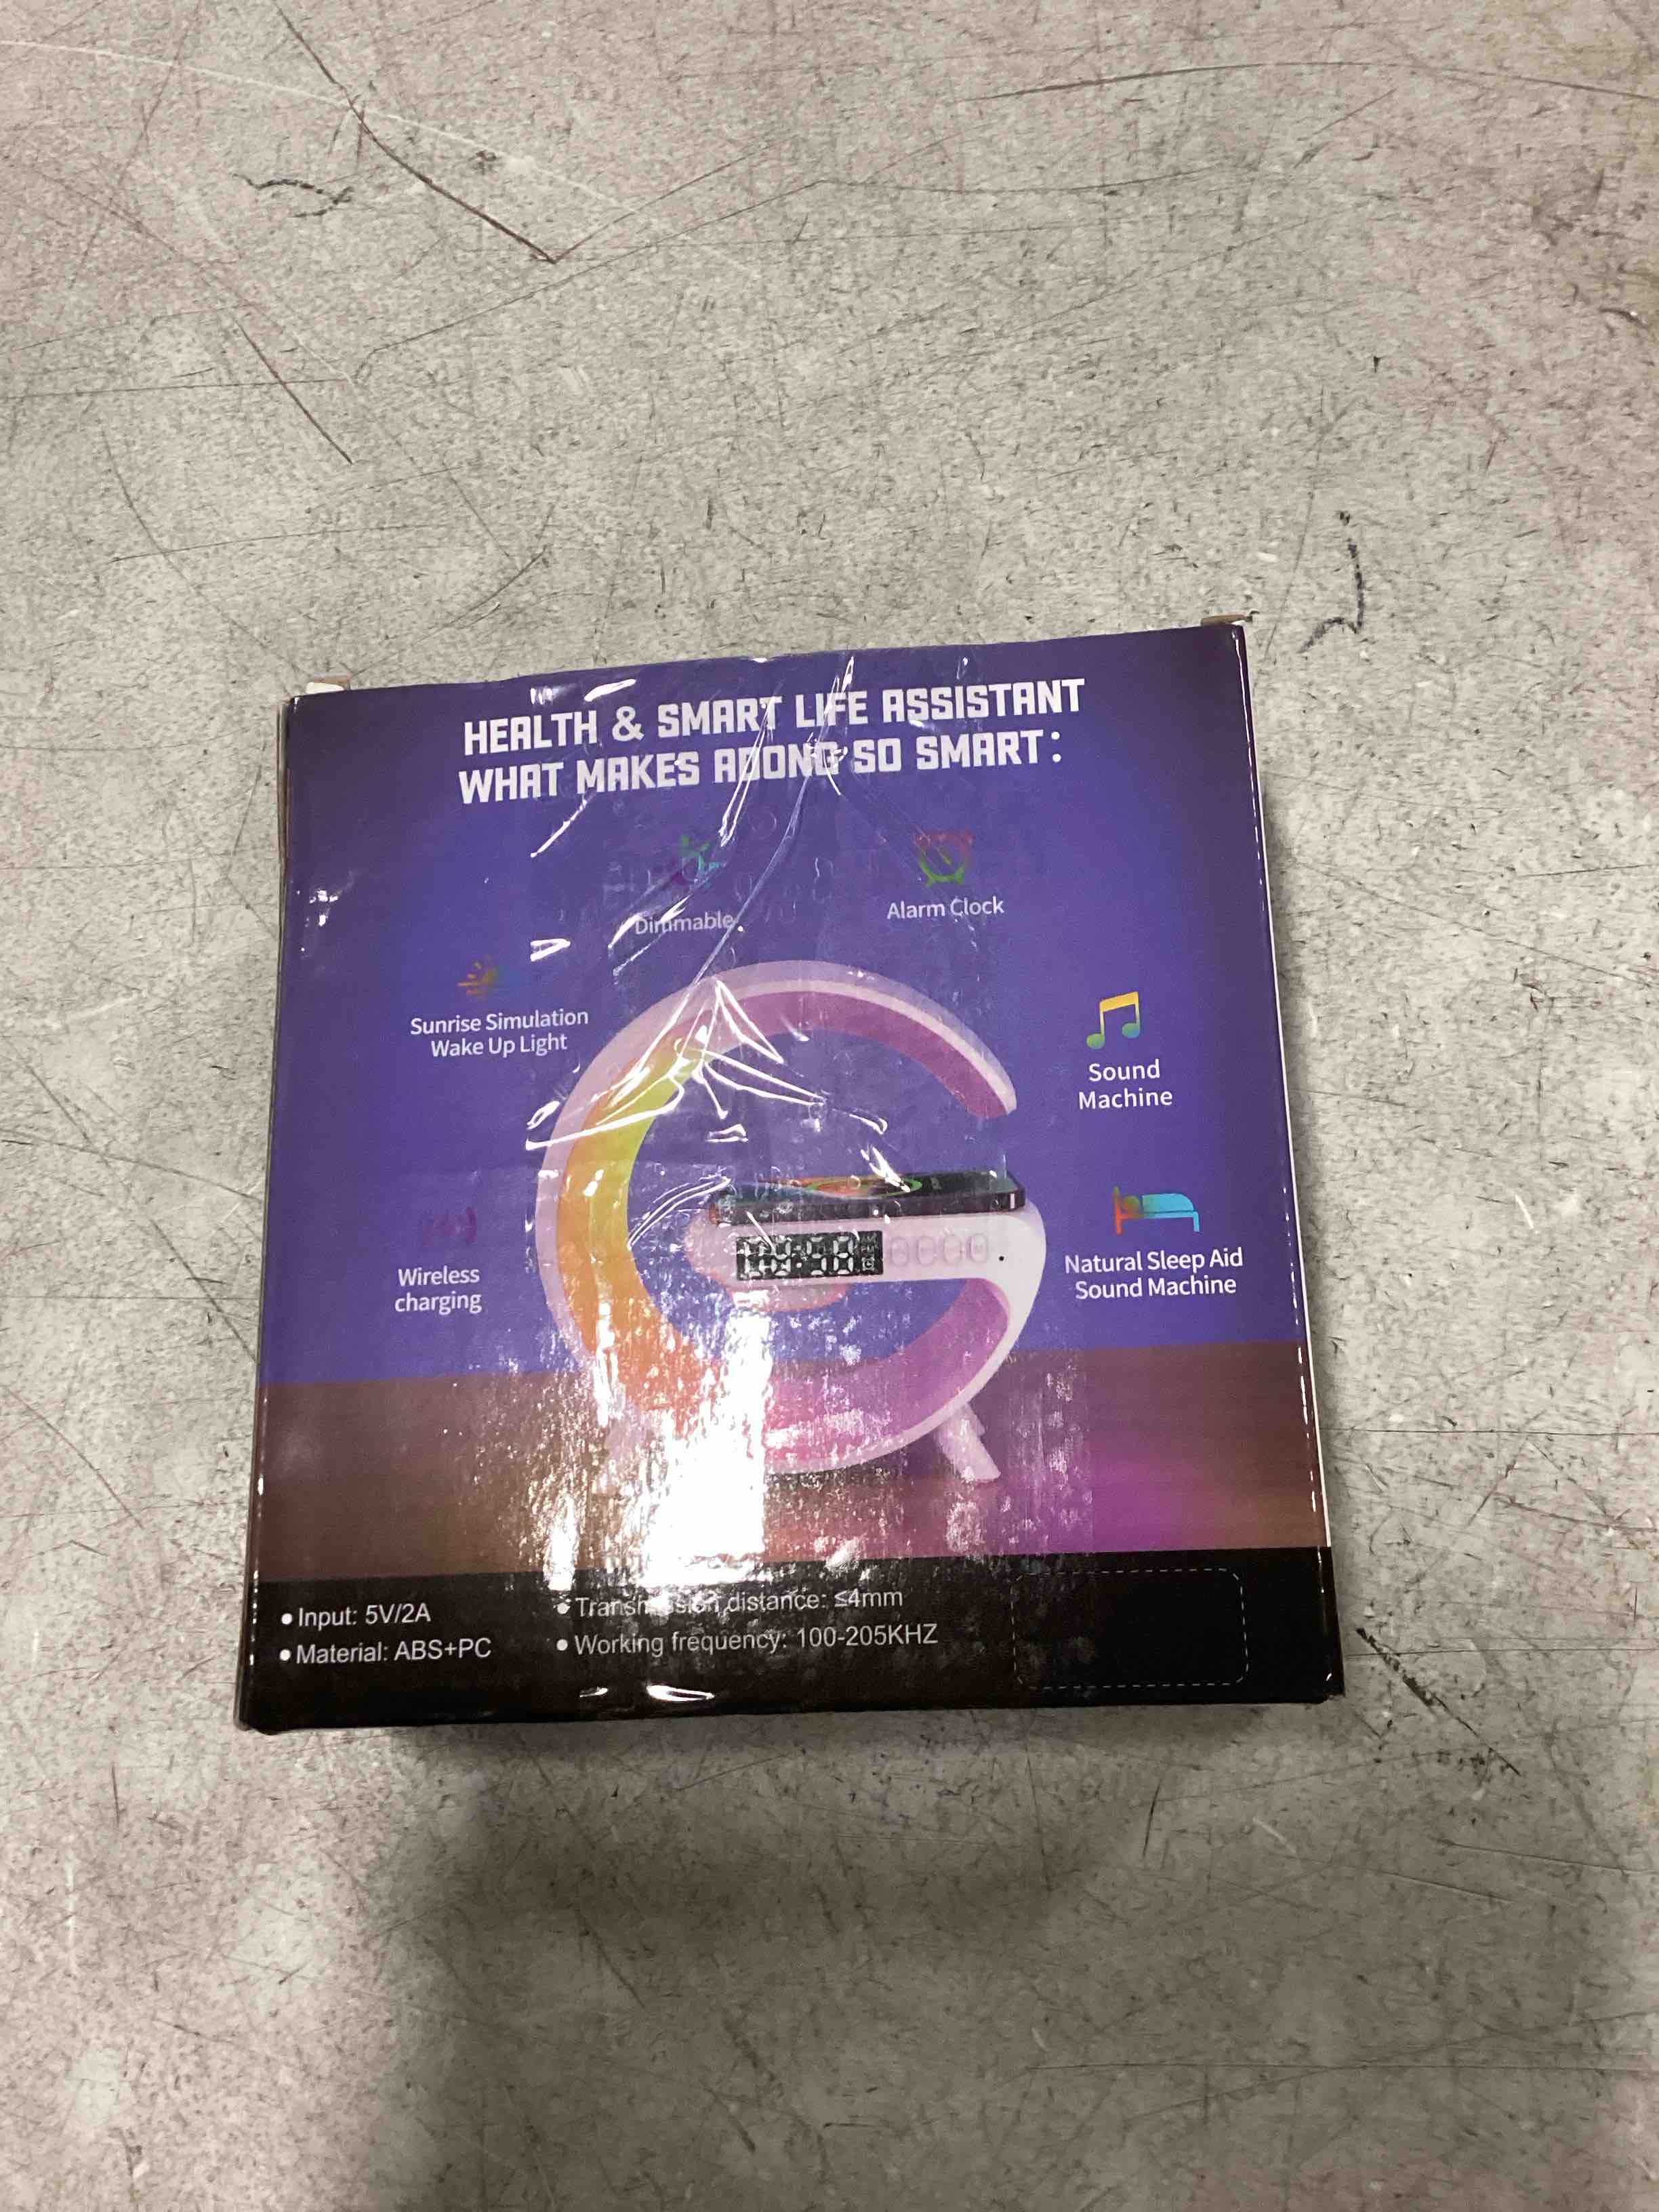 HEALTH & SMART LIFE ASSISTANT
WHAT MAKES ADONG SO SMART:
Dimmable
Alarm Clock
Sunrise Simulation
Wake Up Light
Sound
Machine
Wireless
charging
Natural Sleep Aid
Sound Machine
• Input: 5V/2A
• Material: ABS+PC
• Transmission distance: ≤4mm
• Working frequency: 100-205KHZ